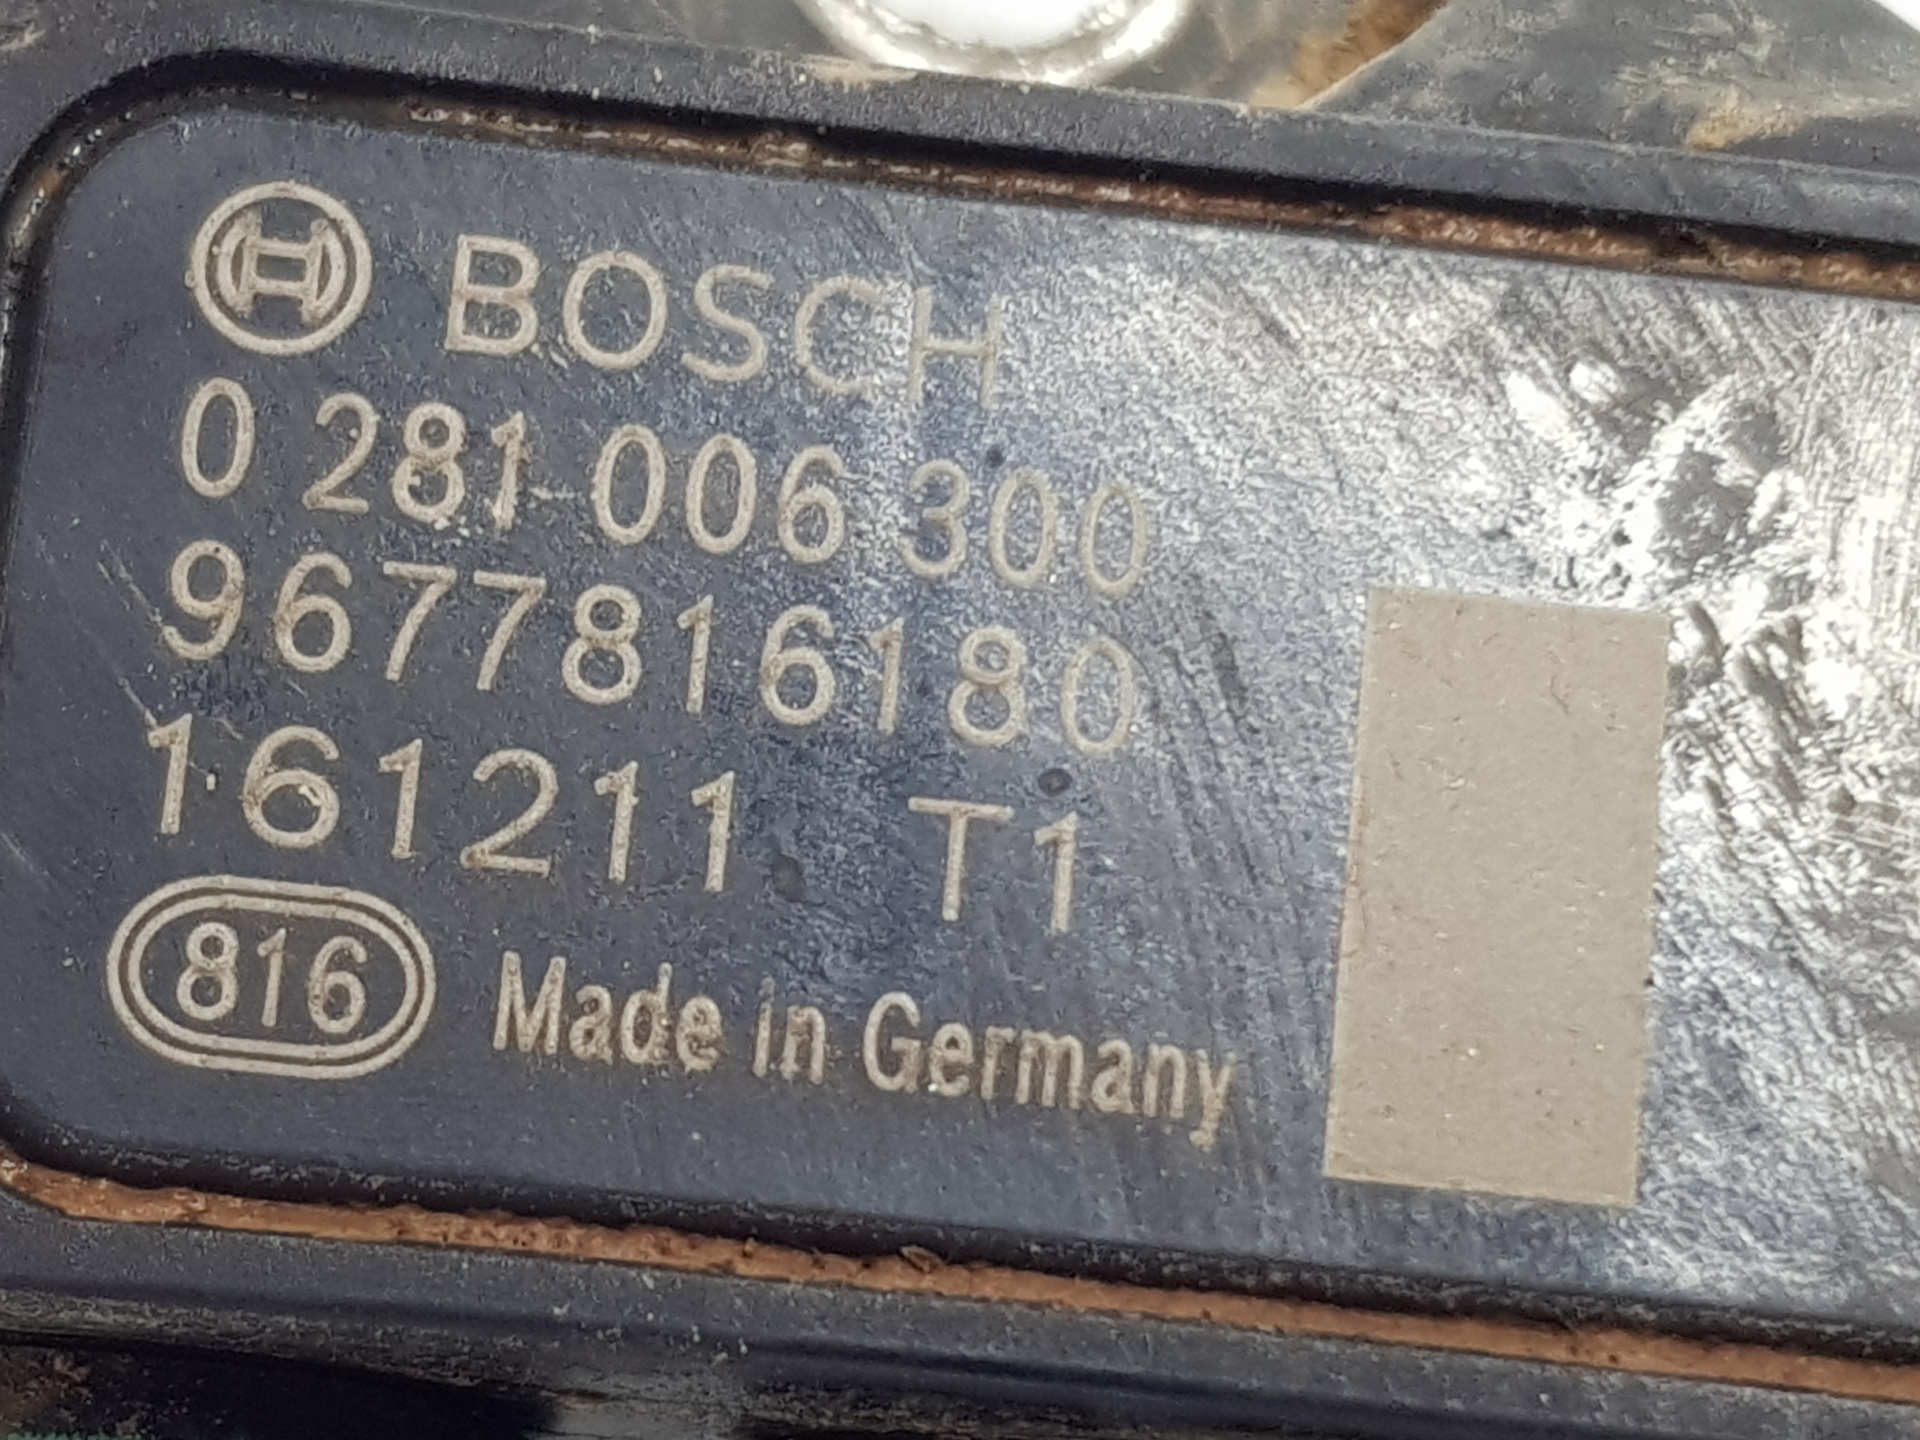 BOSCH
0 281 006 300
9677816180
161211 T1
816 Made in Germany